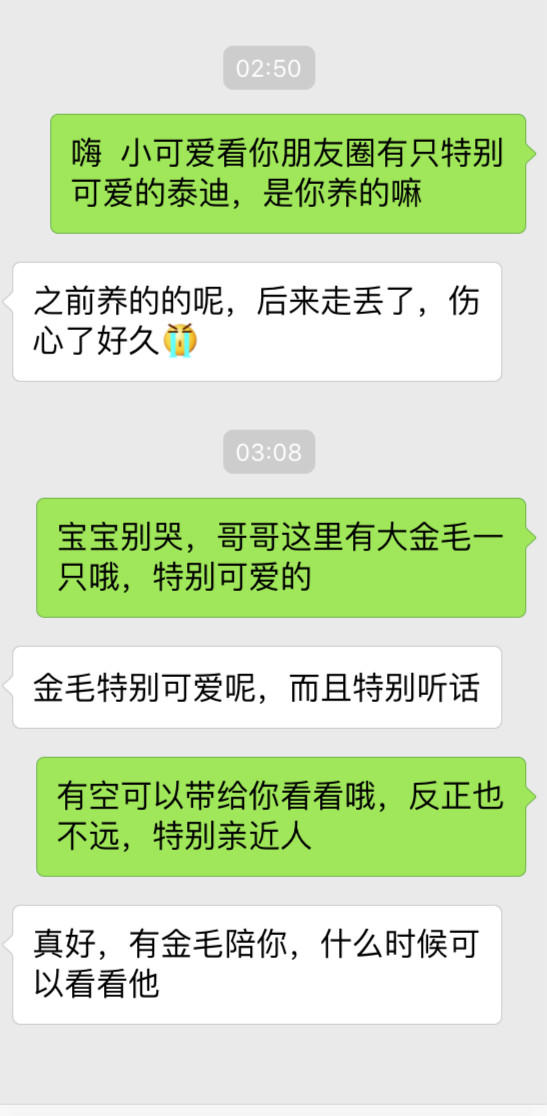 02:50
嗨 小可爱看你朋友圈有只特别
可爱的泰迪，是你养的嘛
之前养的的呢，后来走丢了，伤
心了好久😭
03:08
宝宝别哭，哥哥这里有大金毛一
只哦，特别可爱的
金毛特别可爱呢，而且特别听话
有空可以带给你看看哦，反正也
不远，特别亲近人
真好，有金毛陪你，什么时候可
以看看他